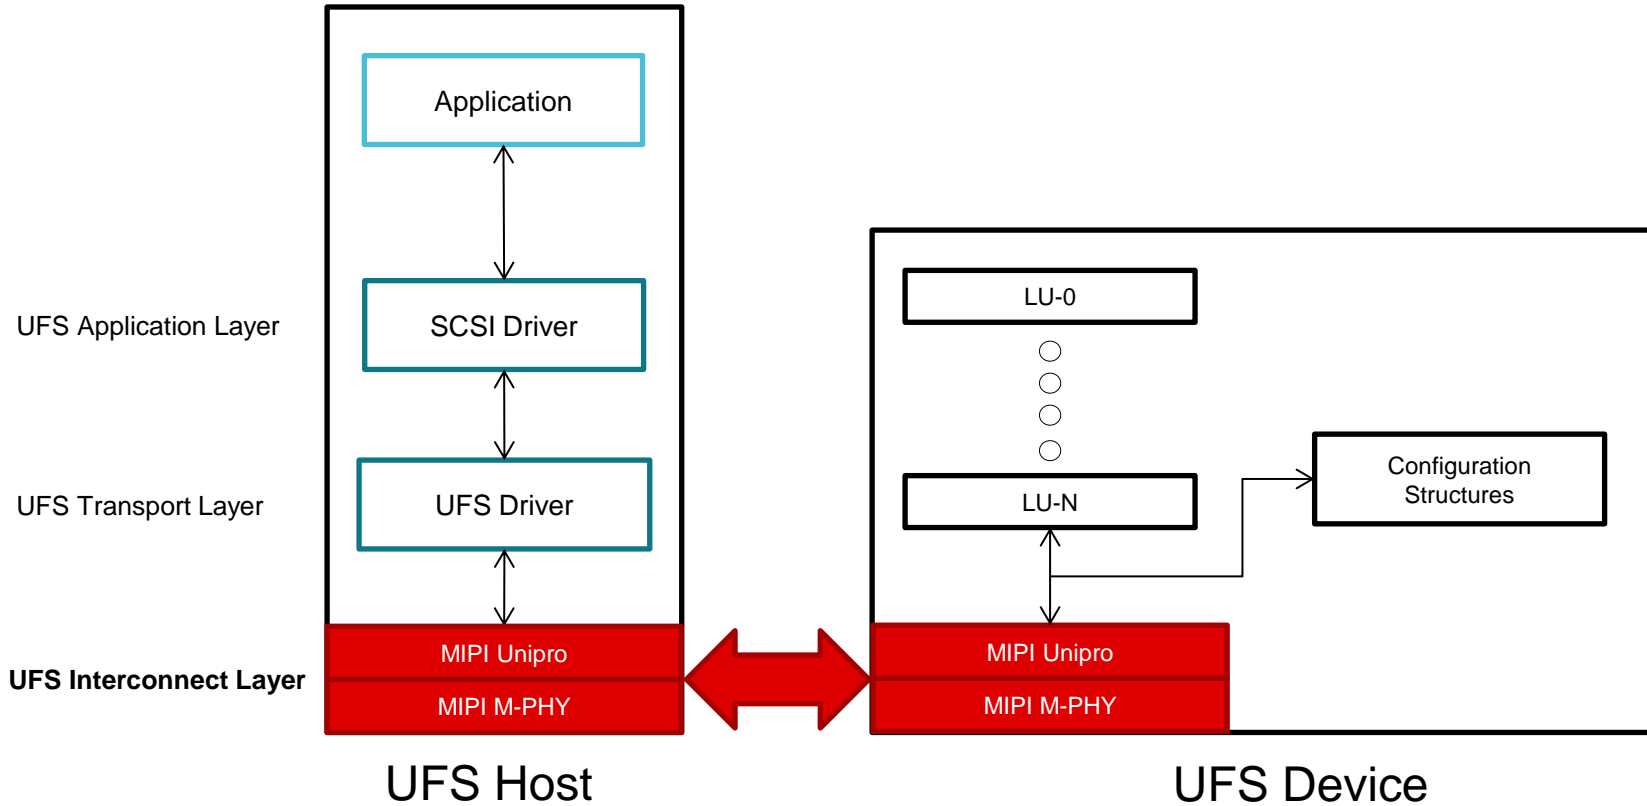 Application
UFS Application Layer
SCSI Driver
LU-0
UFS Transport Layer
UFS Driver
LU-N
Configuration
Structures
UFS Interconnect Layer
MIPI Unipro
MIPI M-PHY
MIPI Unipro
MIPI M-PHY
UFS Host
UFS Device